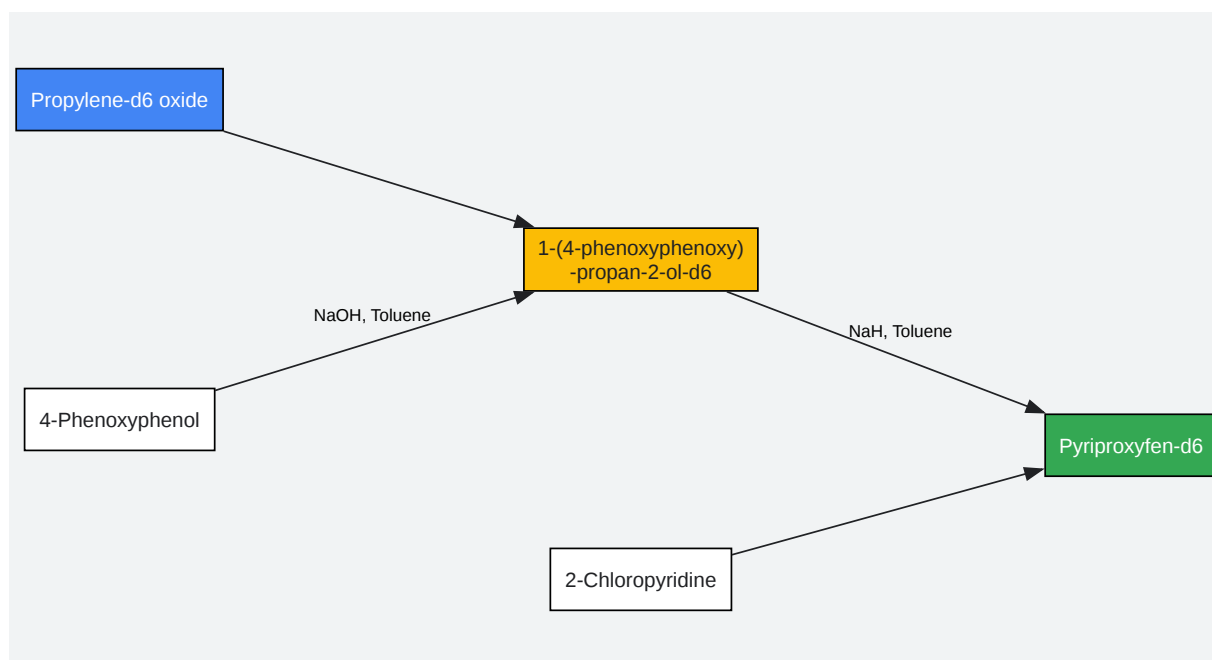 Propylene-d6 oxide
1-(4-phenoxyphenoxy)
-propan-2-ol-d6
NaOH, Toluene
NaH, Toluene
4-Phenoxyphenol
Pyriproxyfen-d6
2-Chloropyridine